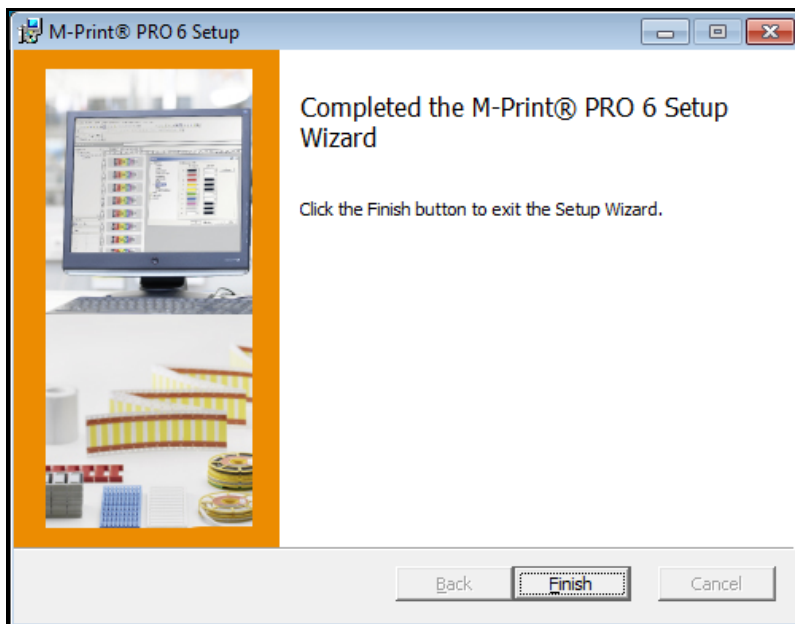 M-Print® PRO 6 Setup
Completed the M-Print® PRO 6 Setup
Wizard
Click the Finish button to exit the Setup Wizard.
Back
Finish
Cancel